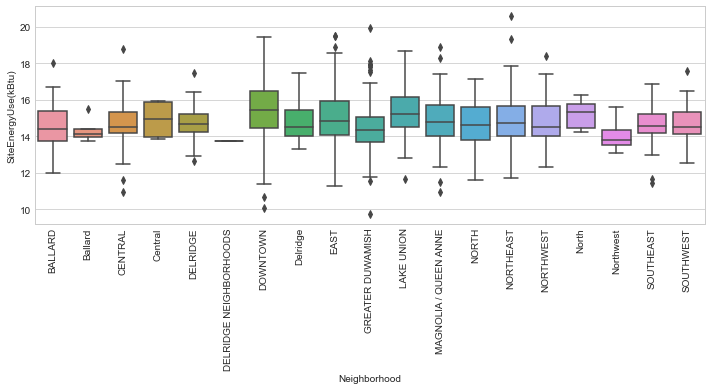 SiteEnergyUse(kBtu)
20
18
16
14
12
10
BALLARD
Ballard
CENTRAL
Central
DELRIDGE
DELRIDGE NEIGHBORHOODS
DOWNTOWN
Delridge
EAST
GREATER DUWAMISH
LAKE UNION
MAGNOLIA / QUEEN ANNE
NORTH
NORTHEAST
NORTHWEST
North
Northwest
SOUTHEAST
SOUTHWEST
Neighborhood